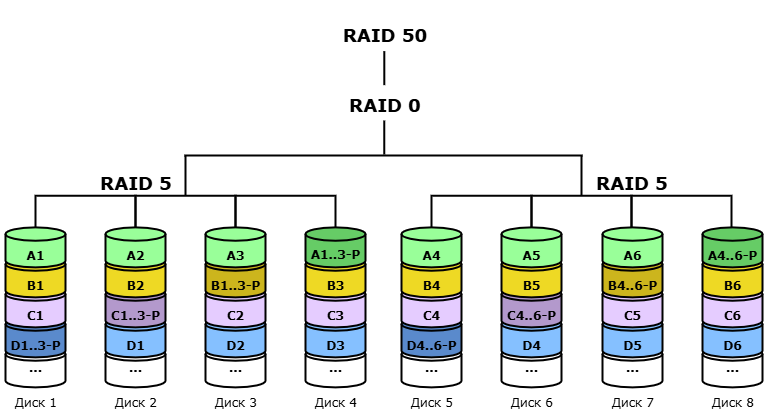 RAID 50
RAID 0
RAID 5 RAID 5
A1 A2 A3 A1..3-P A4 A5 A6 A4..6-P
B1 B2 B1..3-P B3 B4 B5 B4..6-P B6
C1 C1..3-P C2 C3 C4 C4..6-P C5 C6
D1..3-P D1 D2 D3 D4..6-P D4 D5 D6
... ... ... ... ... ... ... ...
Диск 1 Диск 2 Диск 3 Диск 4 Диск 5 Диск 6 Диск 7 Диск 8